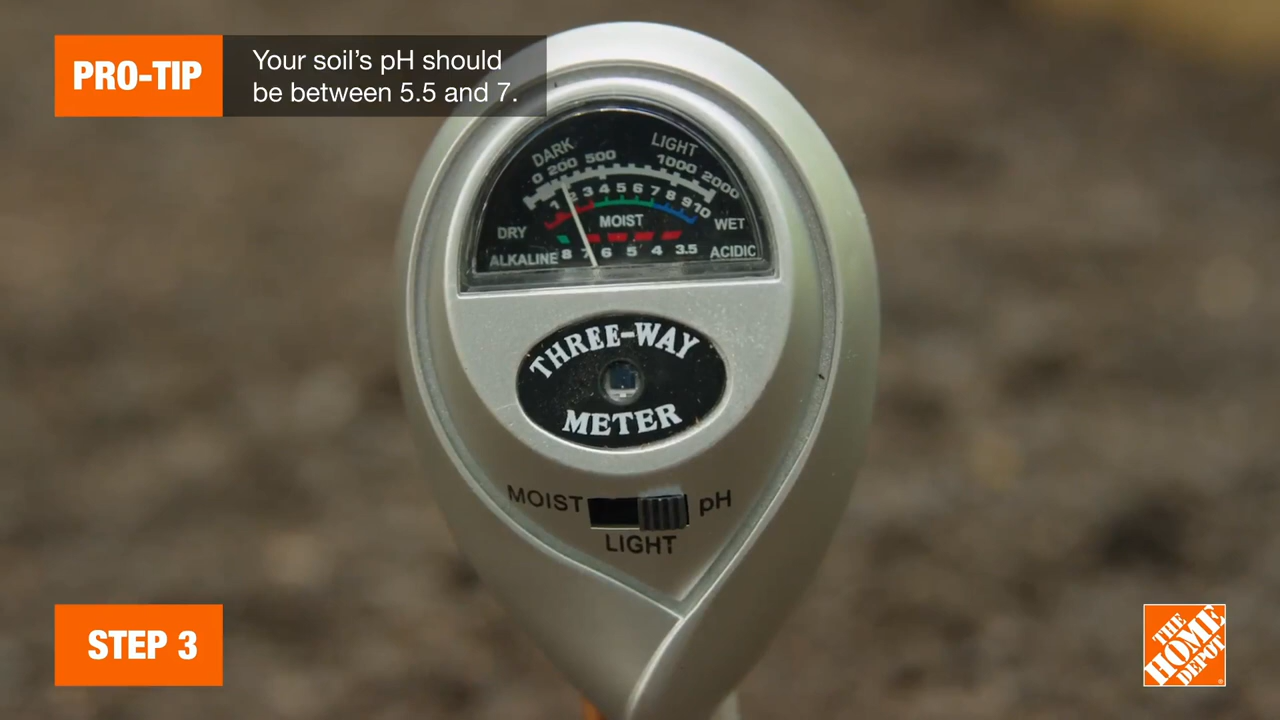 PRO-TIP
Your soil's pH should
be between 5.5 and 7.
DARK LIGHT
0 200 500 1000 2000
1 2 3 4 5 6 7 8 9 10
DRY MOIST WET
ALKALINE 8 7 6 5 4 3.5 ACIDIC
THREE-WAY
METER
MOIST pH
LIGHT
STEP 3
THE
HOME
DEPOT